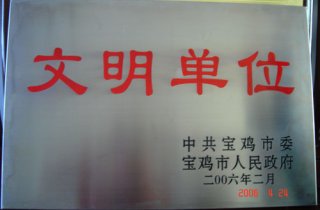 文明单位
中共宝鸡市委
宝鸡市人民政府
二00六年二月
2006 4 24